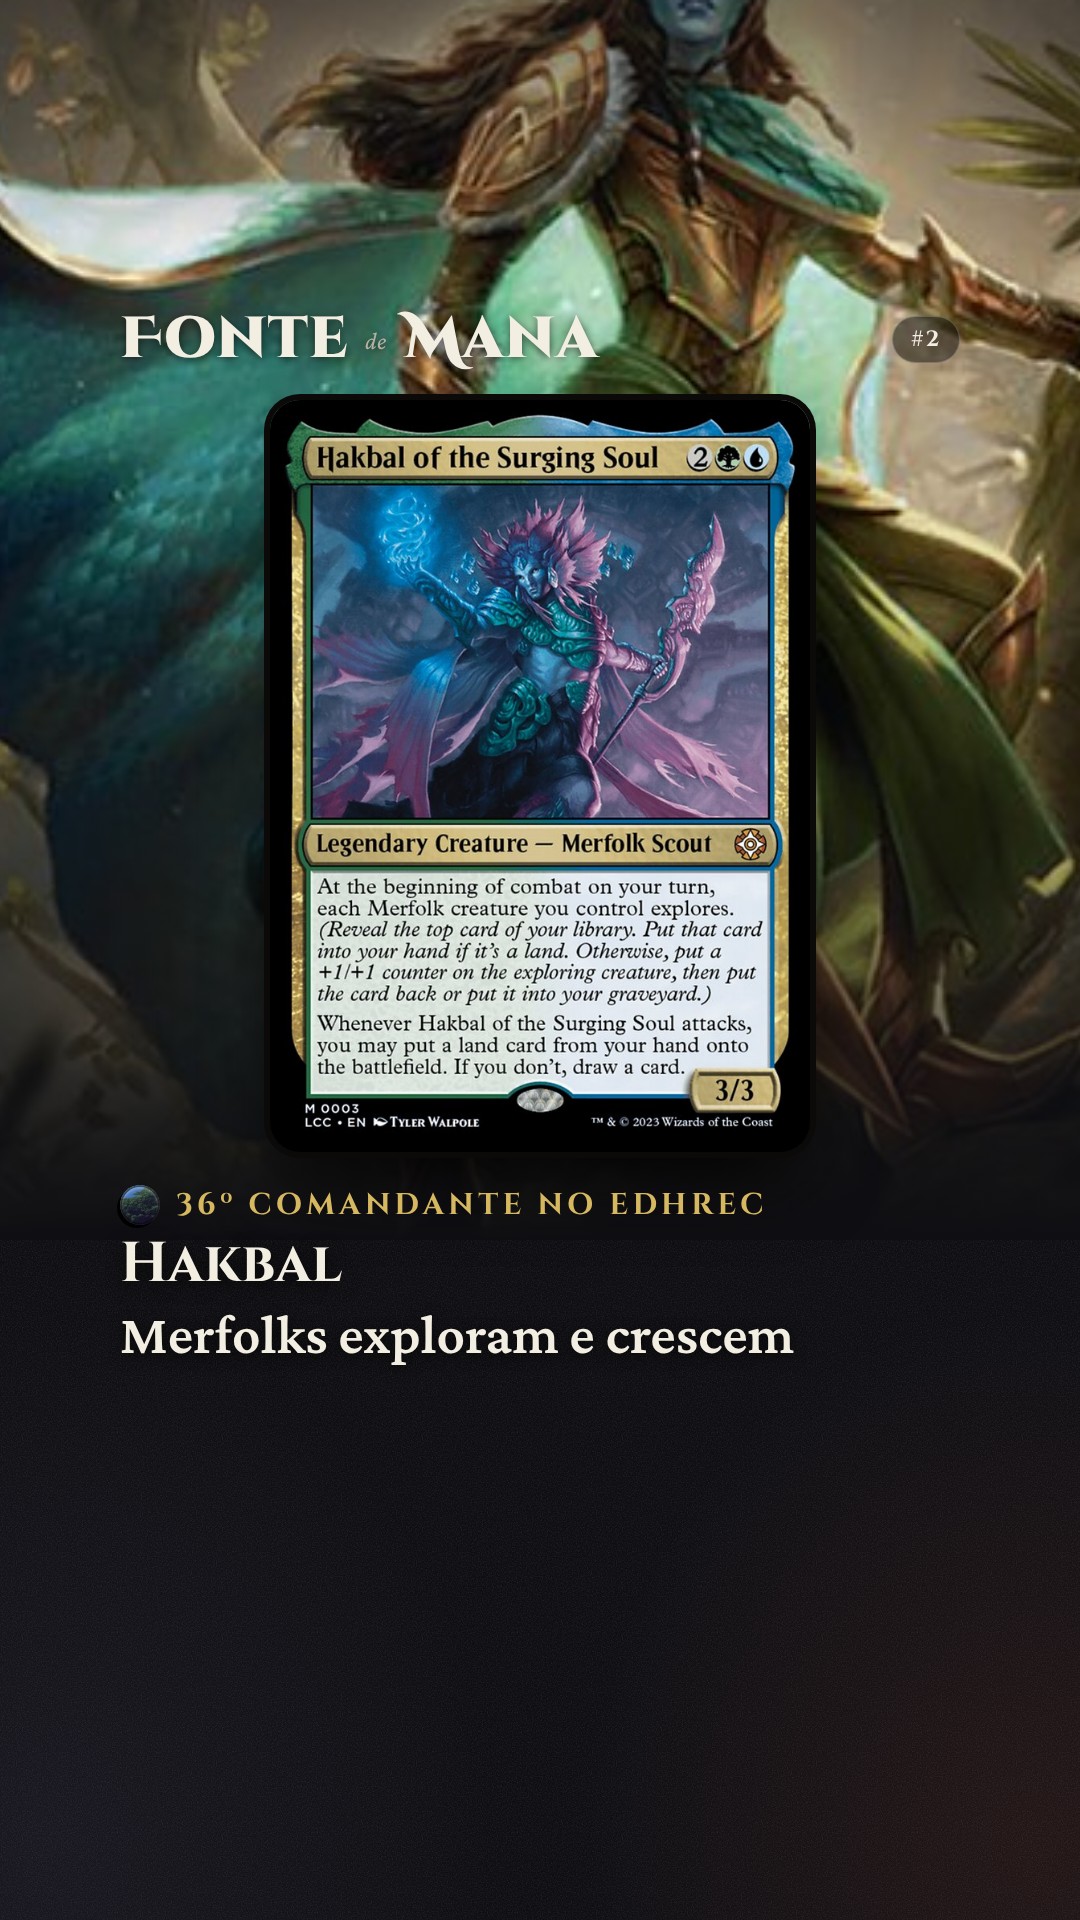 FONTE de MANA
#2
Hakbal of the Surging Soul 2
Legendary Creature — Merfolk Scout
At the beginning of combat on your turn,
each Merfolk creature you control explores.
(Reveal the top card of your library. Put that card
into your hand if it's a land. Otherwise, put a
+1/+1 counter on the exploring creature, then put
the card back or put it into your graveyard.)
Whenever Hakbal of the Surging Soul attacks,
you may put a land card from your hand onto
the battlefield. If you don't, draw a card.
3/3
M 0003
LCC • EN TYLER WALPOLE
™ & © 2023 Wizards of the Coast
36º COMANDANTE NO EDHREC
HAKBAL
Merfolks exploram e crescem